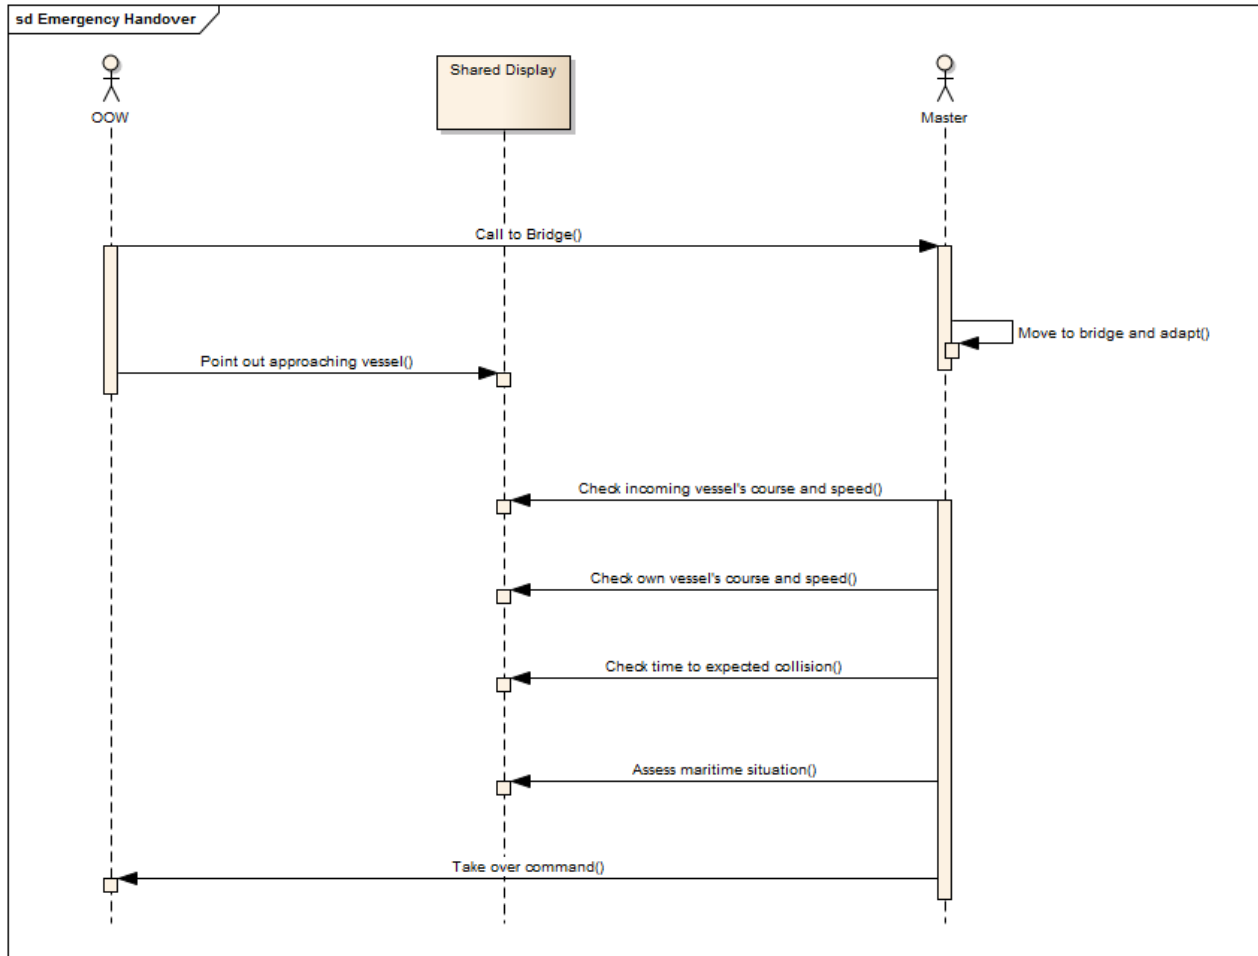 sd Emergency Handover
OOW
Shared Display
Master
Call to Bridge()
Move to bridge and adapt()
Point out approaching vessel()
Check incoming vessel's course and speed()
Check own vessel's course and speed()
Check time to expected collision()
Assess maritime situation()
Take over command()